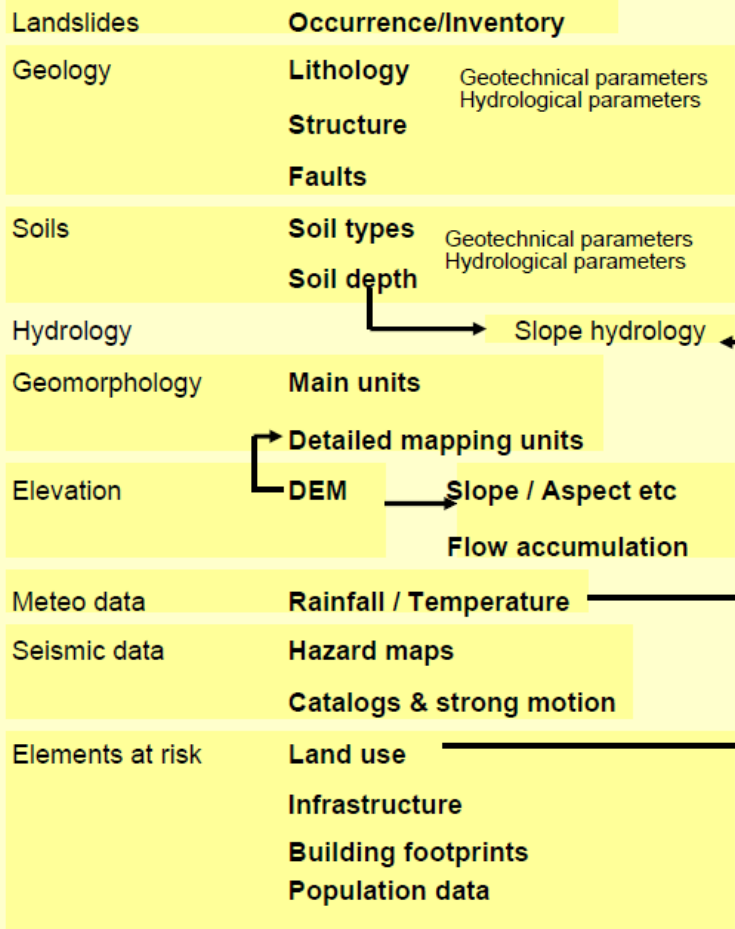 Landslides Occurrence/Inventory
Geology Lithology Geotechnical parameters
Hydrological parameters
Structure
Faults
Soils Soil types Geotechnical parameters
Hydrological parameters
Soil depth
Hydrology Slope hydrology
Geomorphology Main units
Detailed mapping units
Elevation DEM Slope / Aspect etc
Flow accumulation
Meteo data Rainfall / Temperature
Seismic data Hazard maps
Catalogs & strong motion
Elements at risk Land use
Infrastructure
Building footprints
Population data